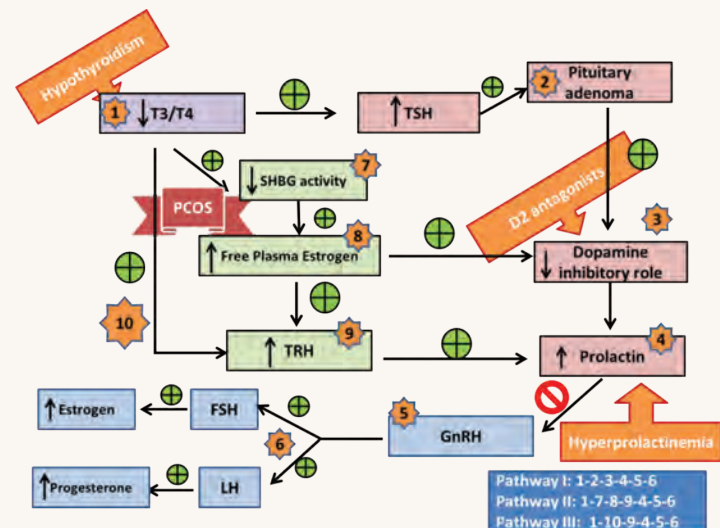 Hypothyroidism
1
↓T3/T4
↑ TSH
2
Pituitary
adenoma
7
↓ SHBG activity
PCOS
D2 antagonists
8
↑ Free Plasma Estrogen
3
↓ Dopamine
inhibitory role
10
9
↑ TRH
4
↑ Prolactin
↑Estrogen
FSH
5
GnRH
6
Hyperprolactinemia
↑Progesterone
LH
Pathway I: 1-2-3-4-5-6
Pathway II: 1-7-8-9-4-5-6
Pathway III: 1-10-9-4-5-6